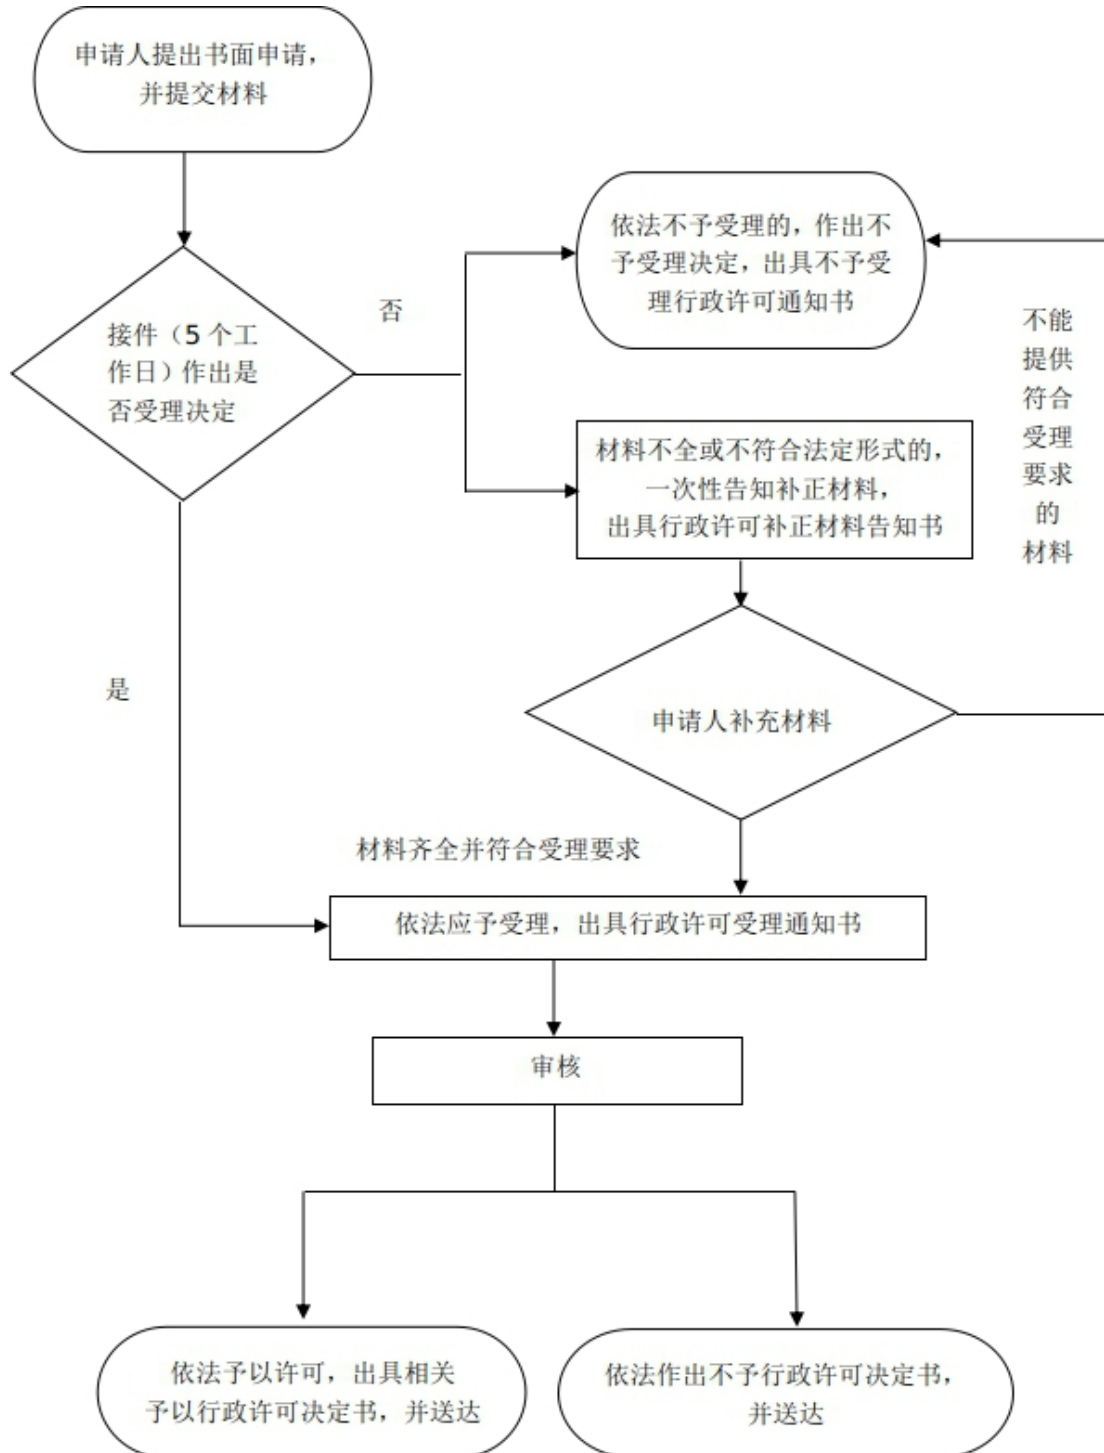 申请人提出书面申请，
并提交材料
依法不予受理的，作出不
予受理决定，出具不予受
理行政许可通知书
否
接件（5 个工
作日）作出是
否受理决定
不能
提供
符合
受理
要求
的
材料
材料不全或不符合法定形式的，
一次性告知补正材料，
出具行政许可补正材料告知书
是
申请人补充材料
材料齐全并符合受理要求
依法应予受理，出具行政许可受理通知书
审核
依法予以许可，出具相关
予以行政许可决定书，并送达
依法作出不予行政许可决定书，
并送达